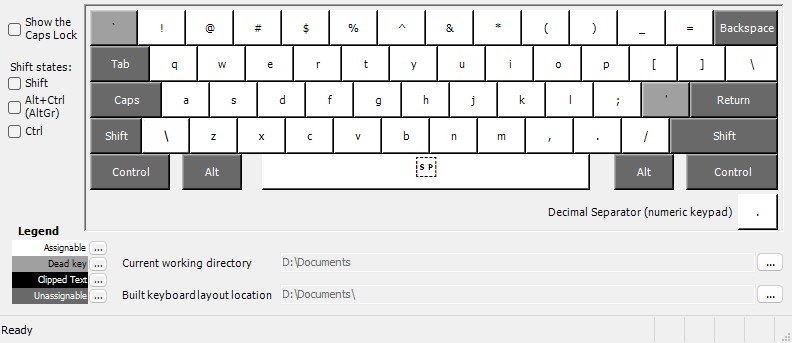 Show the
Caps Lock
Shift states:
Shift
Alt+Ctrl
(AltGr)
Ctrl
` ! @ # $ % ^ & * ( ) _ = Backspace
Tab q w e r t y u i o p [ ] \
Caps a s d f g h j k l ; ' Return
Shift \ z x c v b n m , . / Shift
Control Alt SP Alt Control
Decimal Separator (numeric keypad) .
Legend
Assignable ...
Dead key ...
Clipped Text ...
Unassignable ...
Current working directory D:\Documents ...
Built keyboard layout location D:\Documents\ ...
Ready